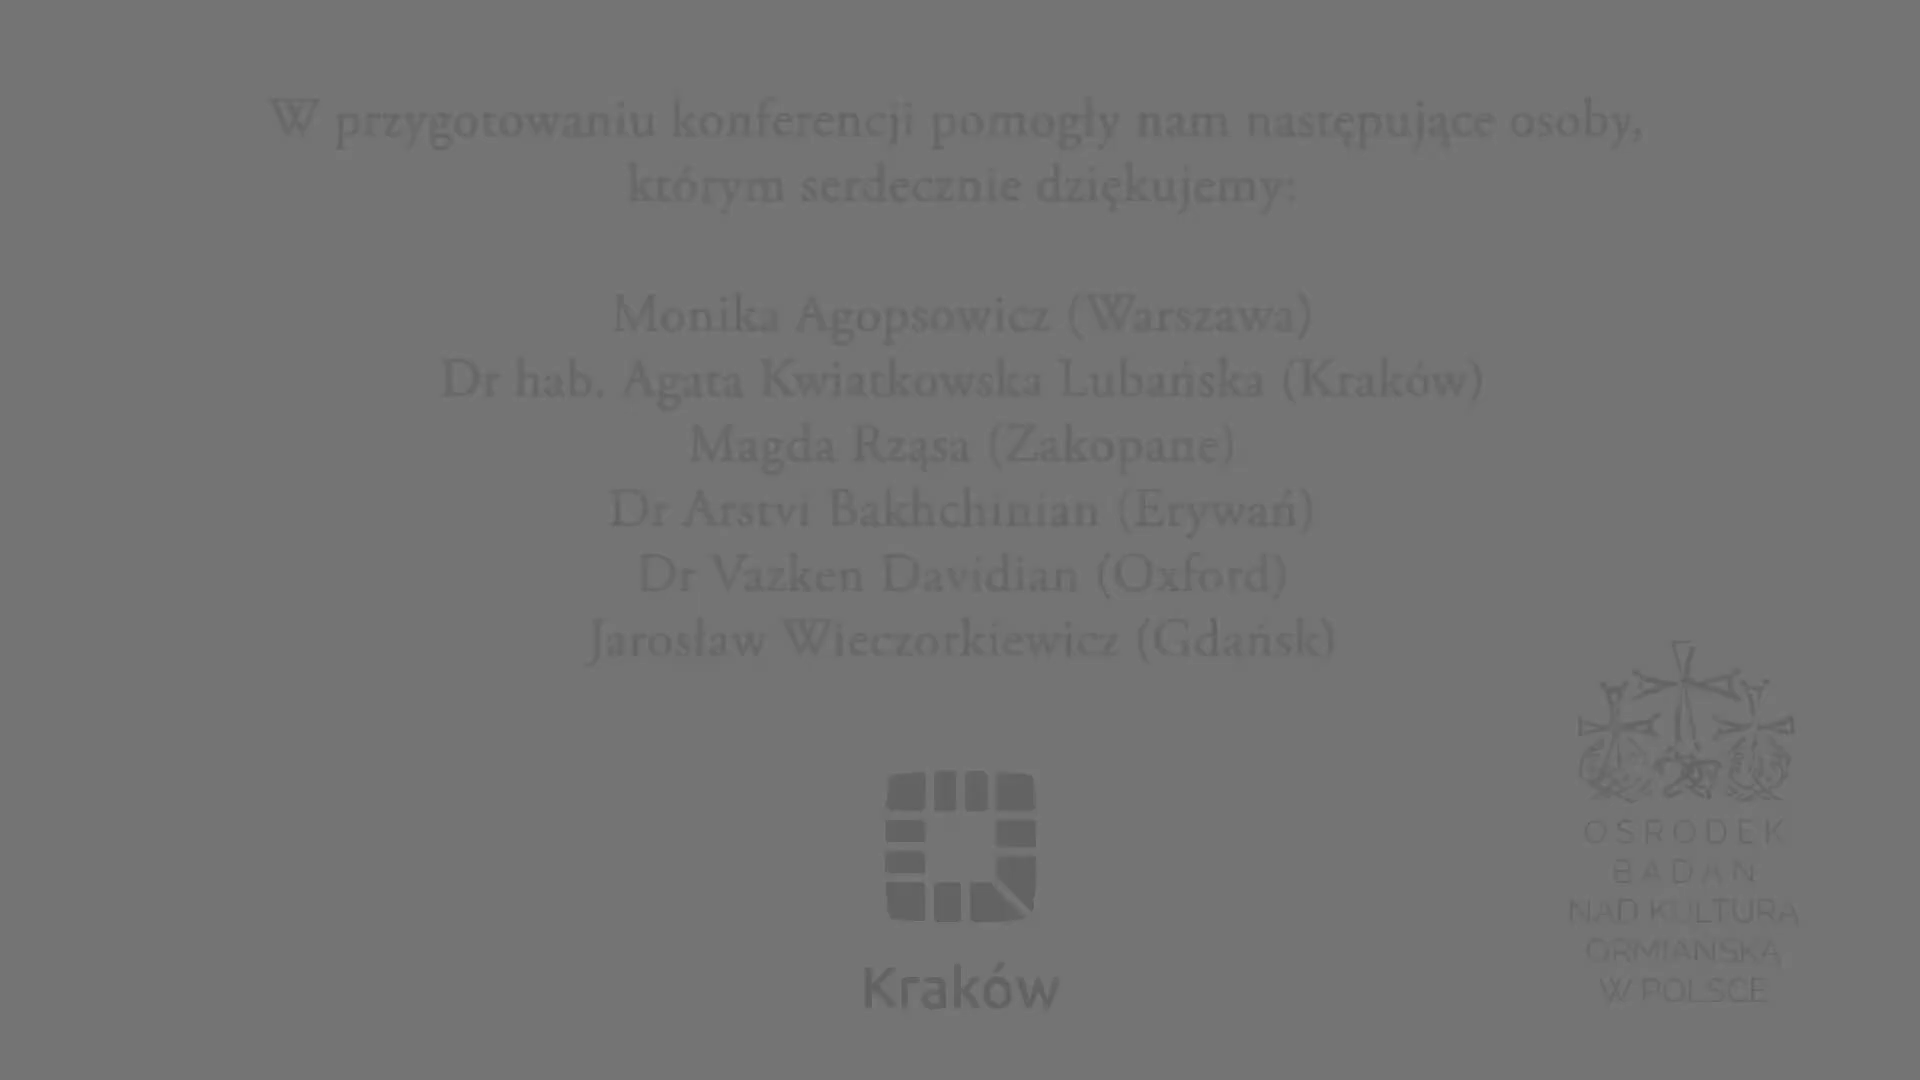 W przygotowaniu konferencji pomogły nam następujące osoby,
którym serdecznie dziękujemy:
Monika Agopsowicz (Warszawa)
Dr hab. Agata Kwiatkowska Lubańska (Kraków)
Magda Rząsa (Zakopane)
Dr Arstvi Bakhchinian (Erywań)
Dr Vazken Davidian (Oxford)
Jarosław Wieczorkiewicz (Gdańsk)
Kraków
OŚRODEK
BADAŃ
NAD KULTURĄ
ORMIAŃSKĄ
W POLSCE